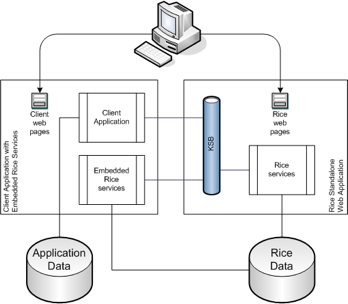 Client Application with
Embedded Rice Services
Client
web
pages
Client
Application
Embedded
Rice
services
KSB
Rice
web
pages
Rice
services
Rice Standalone
Web Application
Application
Data
Rice
Data